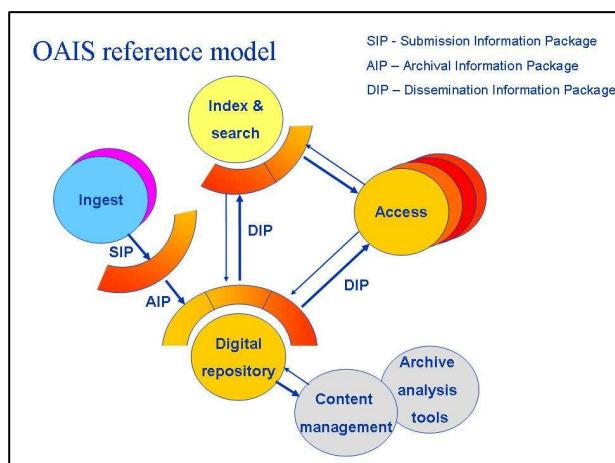 OAIS reference model
SIP - Submission Information Package
AIP – Archival Information Package
DIP – Dissemination Information Package
Index &
search
Ingest
Access
SIP
DIP
AIP
DIP
Digital
repository
Archive
analysis
tools
Content
management